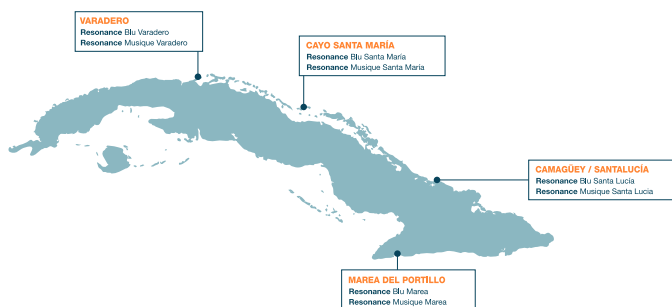 VARADERO
Resonance Blu Varadero
Resonance Musique Varadero
CAYO SANTA MARÍA
Resonance Blu Santa María
Resonance Musique Santa María
CAMAGÜEY / SANTALUCÍA
Resonance Blu Santa Lucia
Resonance Musique Santa Lucia
MAREA DEL PORTILLO
Resonance Blu Marea
Resonance Musique Marea